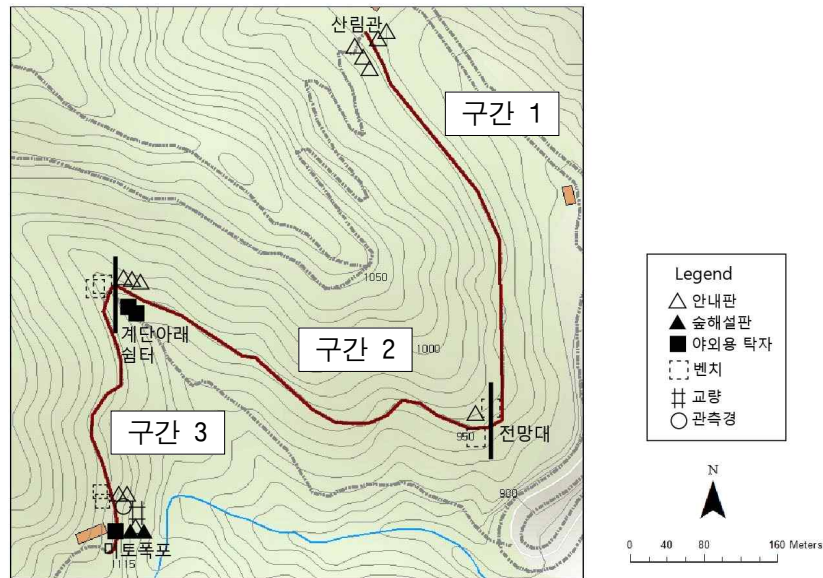 산림관
구간 1
1050
계단아래
쉼터
구간 2
1000
구간 3
950
전망대
900
미토폭포
1115
Legend
안내판
숲해설판
야외용 탁자
벤치
교량
관측경
N
0 40 80 160 Meters